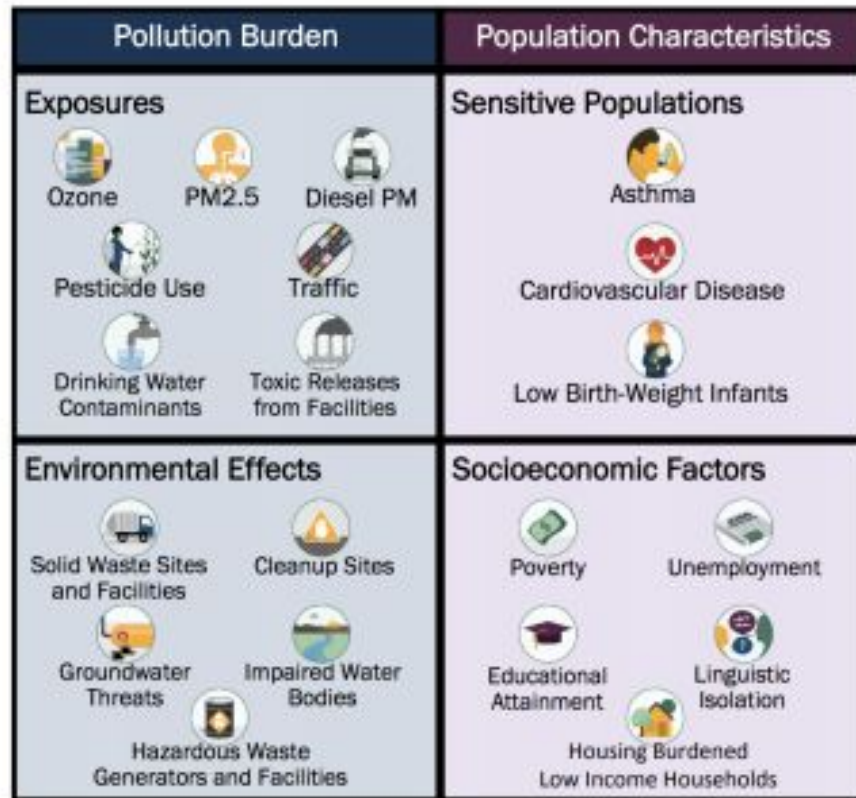 Pollution Burden
Population Characteristics
Exposures
Ozone
PM2.5
Diesel PM
Pesticide Use
Traffic
Drinking Water
Contaminants
Toxic Releases
from Facilities
Sensitive Populations
Asthma
Cardiovascular Disease
Low Birth-Weight Infants
Environmental Effects
Solid Waste Sites
and Facilities
Cleanup Sites
Groundwater
Threats
Impaired Water
Bodies
Hazardous Waste
Generators and Facilities
Socioeconomic Factors
Poverty
Unemployment
Educational
Attainment
Linguistic
Isolation
Housing Burdened
Low Income Households